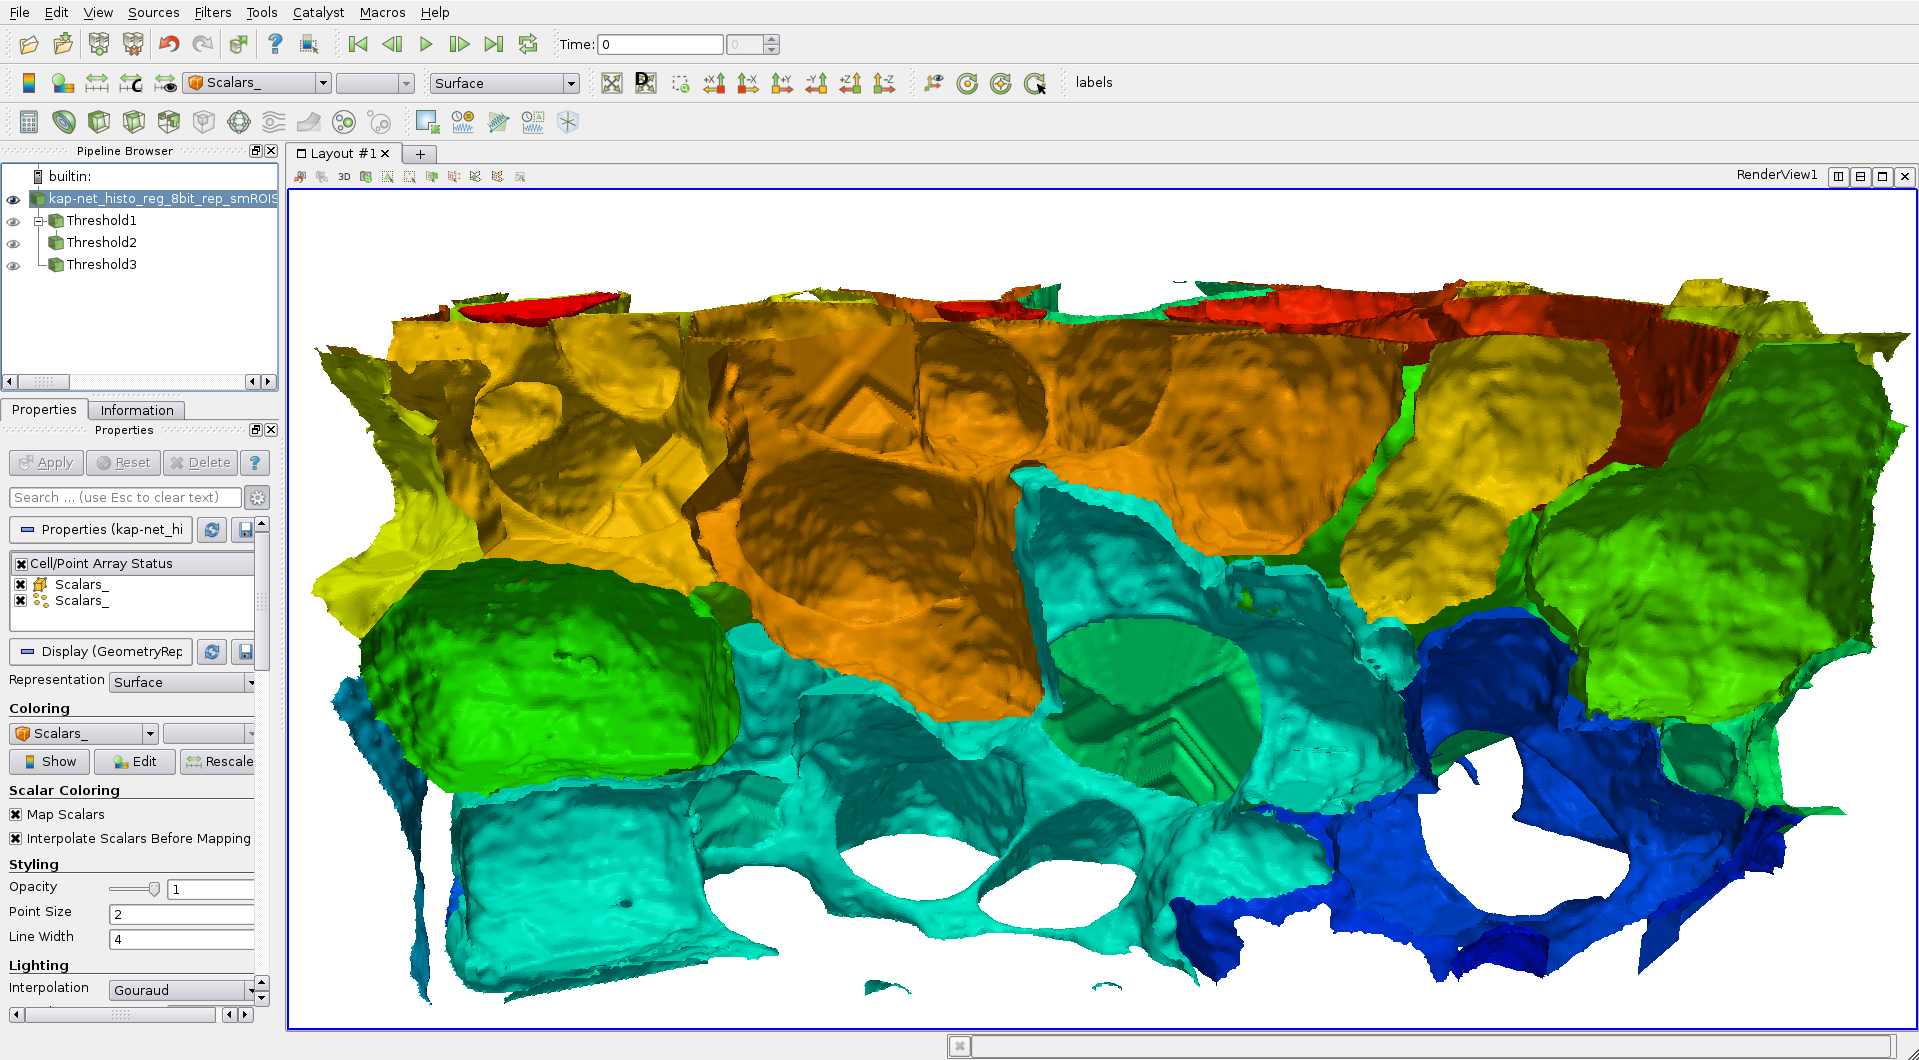 File Edit View Sources Filters Tools Catalyst Macros Help
Time: 0 0
Scalars_ Surface +X -X +Y -Y +Z -Z labels
Pipeline Browser
Layout #1
builtin:
3D
RenderView1
kap-net_histo_reg_8bit_rep_smROIS
Threshold1
Threshold2
Threshold3
Properties Information
Properties
Apply Reset Delete ?
Search ... (use Esc to clear text)
Properties (kap-net_hi
Cell/Point Array Status
Scalars_
Scalars_
Display (GeometryRep
Representation Surface
Coloring
Scalars_
Show Edit Rescale
Scalar Coloring
Map Scalars
Interpolate Scalars Before Mapping
Styling
Opacity 1
Point Size 2
Line Width 4
Lighting
Interpolation Gouraud